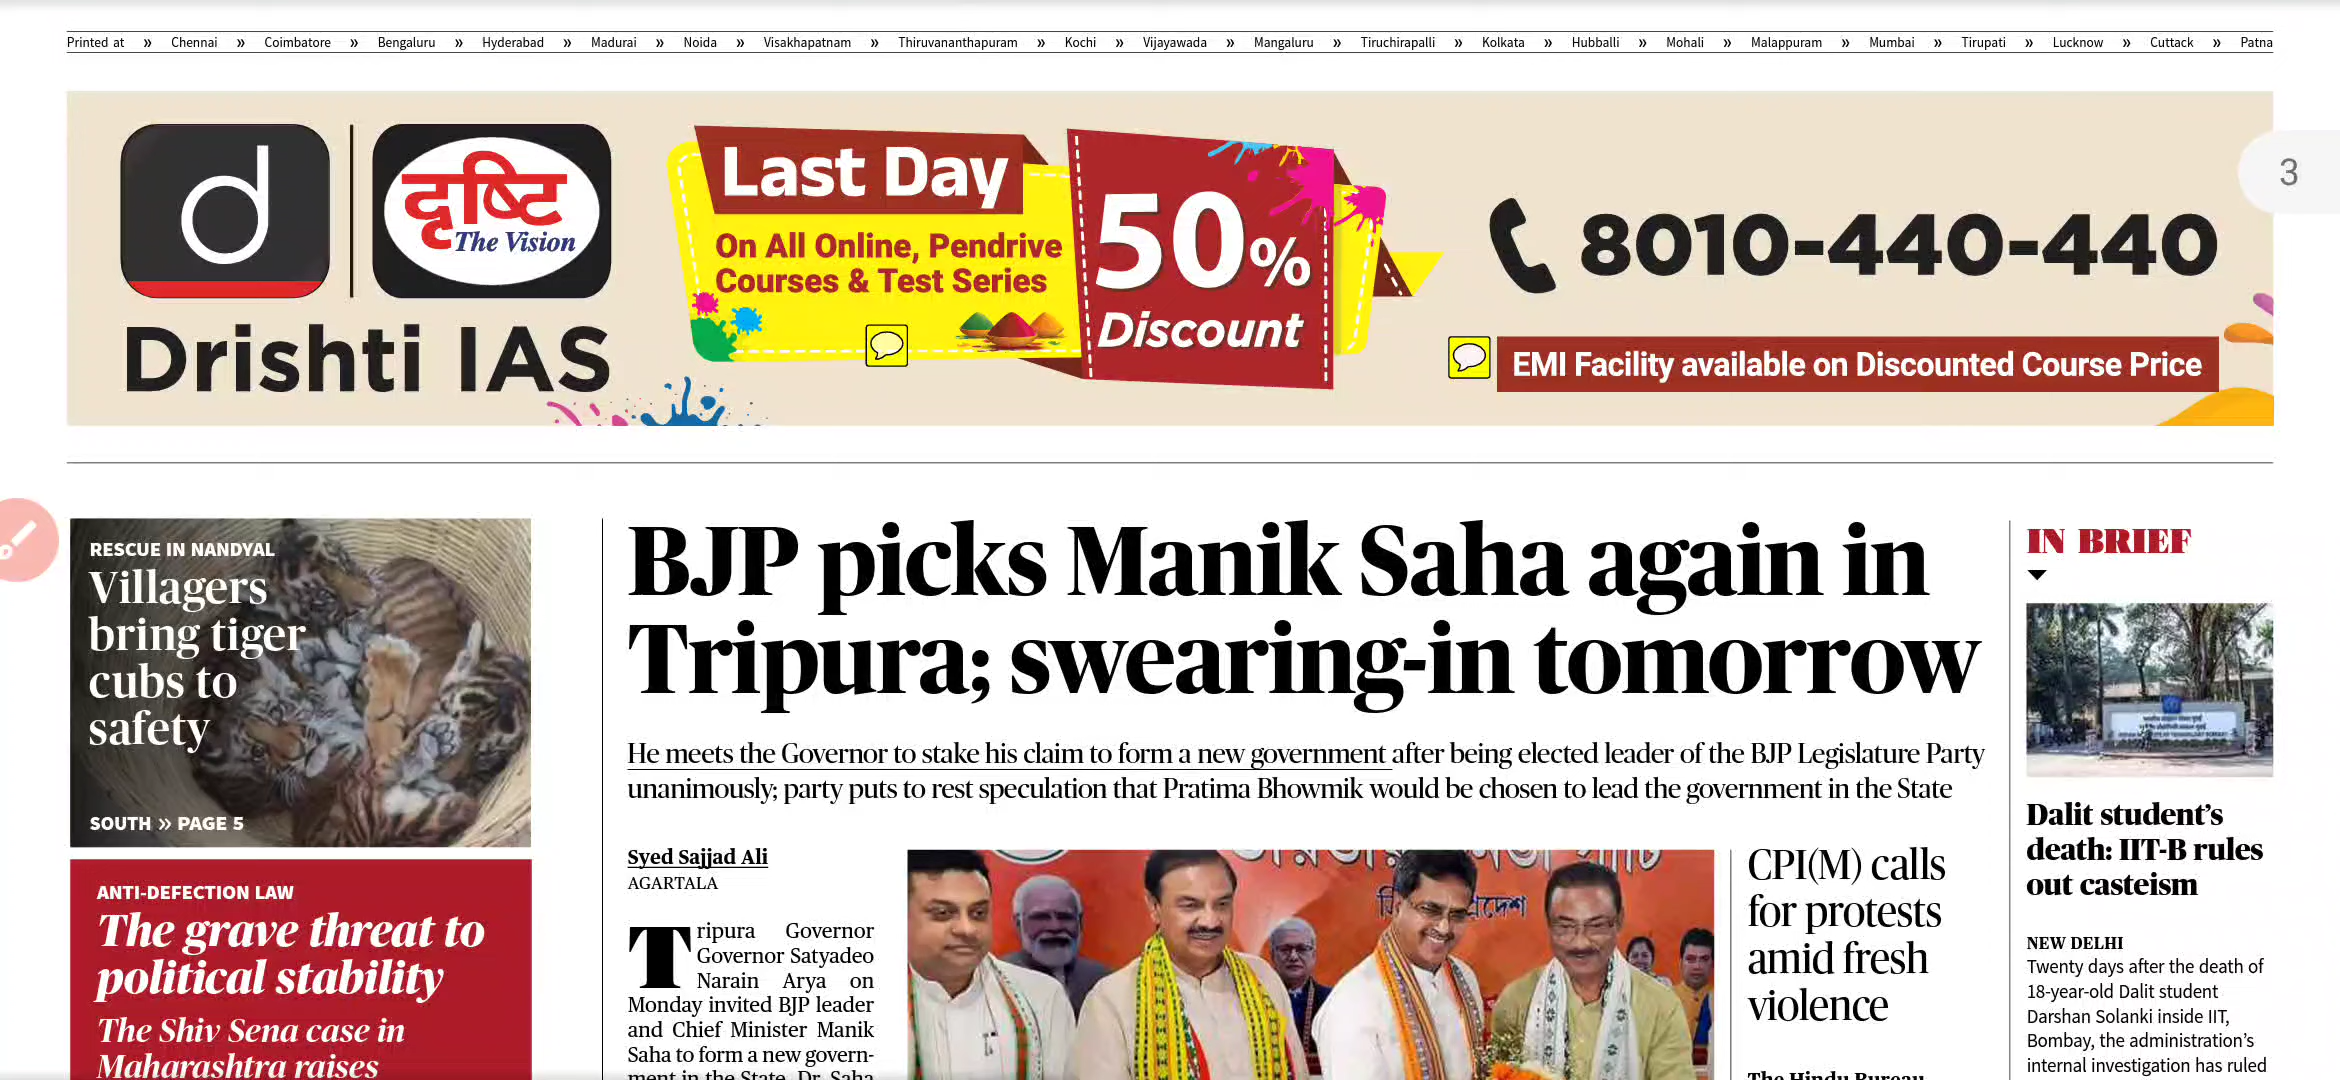 Printed at » Chennai » Coimbatore » Bengaluru » Hyderabad » Madurai » Noida » Visakhapatnam » Thiruvananthapuram » Kochi » Vijayawada » Mangaluru » Tiruchirapalli » Kolkata » Hubballi » Mohali » Malappuram » Mumbai » Tirupati » Lucknow » Cuttack » Patna
d
दृष्टि
The Vision
Drishti IAS
Last Day
On All Online, Pendrive
Courses & Test Series
50%
Discount
8010-440-440
EMI Facility available on Discounted Course Price
3
RESCUE IN NANDYAL
Villagers
bring tiger
cubs to
safety
SOUTH » PAGE 5
ANTI-DEFECTION LAW
The grave threat to
political stability
The Shiv Sena case in
Maharashtra raises
BJP picks Manik Saha again in
Tripura; swearing-in tomorrow
He meets the Governor to stake his claim to form a new government after being elected leader of the BJP Legislature Party
unanimously; party puts to rest speculation that Pratima Bhowmik would be chosen to lead the government in the State
Syed Sajjad Ali
AGARTALA
Tripura Governor
Governor Satyadeo
Narain Arya on
Monday invited BJP leader
and Chief Minister Manik
Saha to form a new govern-
ment in the State. Dr. Saha
CPI(M) calls
for protests
amid fresh
violence
The Hindu Bureau
IN BRIEF
Dalit student's
death: IIT-B rules
out casteism
NEW DELHI
Twenty days after the death of
18-year-old Dalit student
Darshan Solanki inside IIT,
Bombay, the administration's
internal investigation has ruled